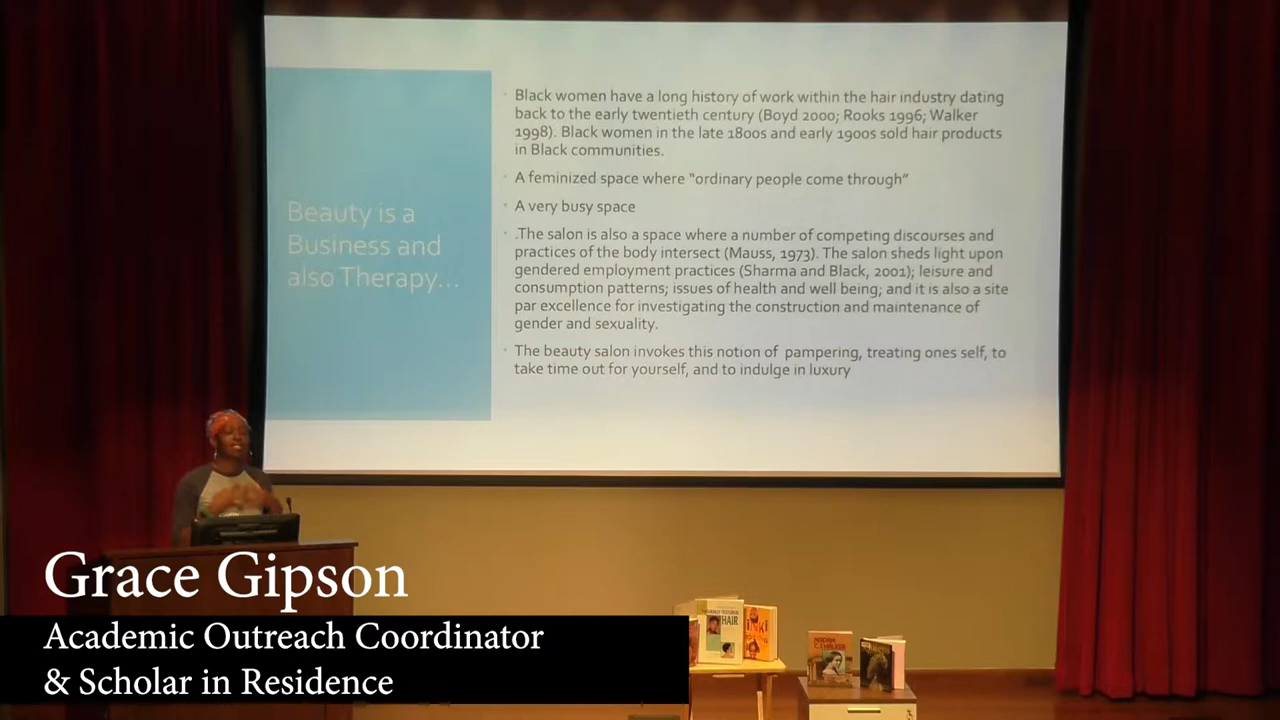 Beauty is a
Business and
also Therapy...
Black women have a long history of work within the hair industry dating
back to the early twentieth century (Boyd 2000; Rooks 1996; Walker
1998). Black women in the late 1800s and early 1900s sold hair products
in Black communities.
A feminized space where "ordinary people come through"
A very busy space
.The salon is also a space where a number of competing discourses and
practices of the body intersect (Mauss, 1973). The salon sheds light upon
gendered employment practices (Sharma and Black, 2001); leisure and
consumption patterns; issues of health and well being; and it is also a site
par excellence for investigating the construction and maintenance of
gender and sexuality.
The beauty salon invokes this notion of pampering, treating ones self, to
take time out for yourself, and to indulge in luxury
Grace Gipson
Academic Outreach Coordinator
& Scholar in Residence
HAIR
MADAM
C.J. WALKER